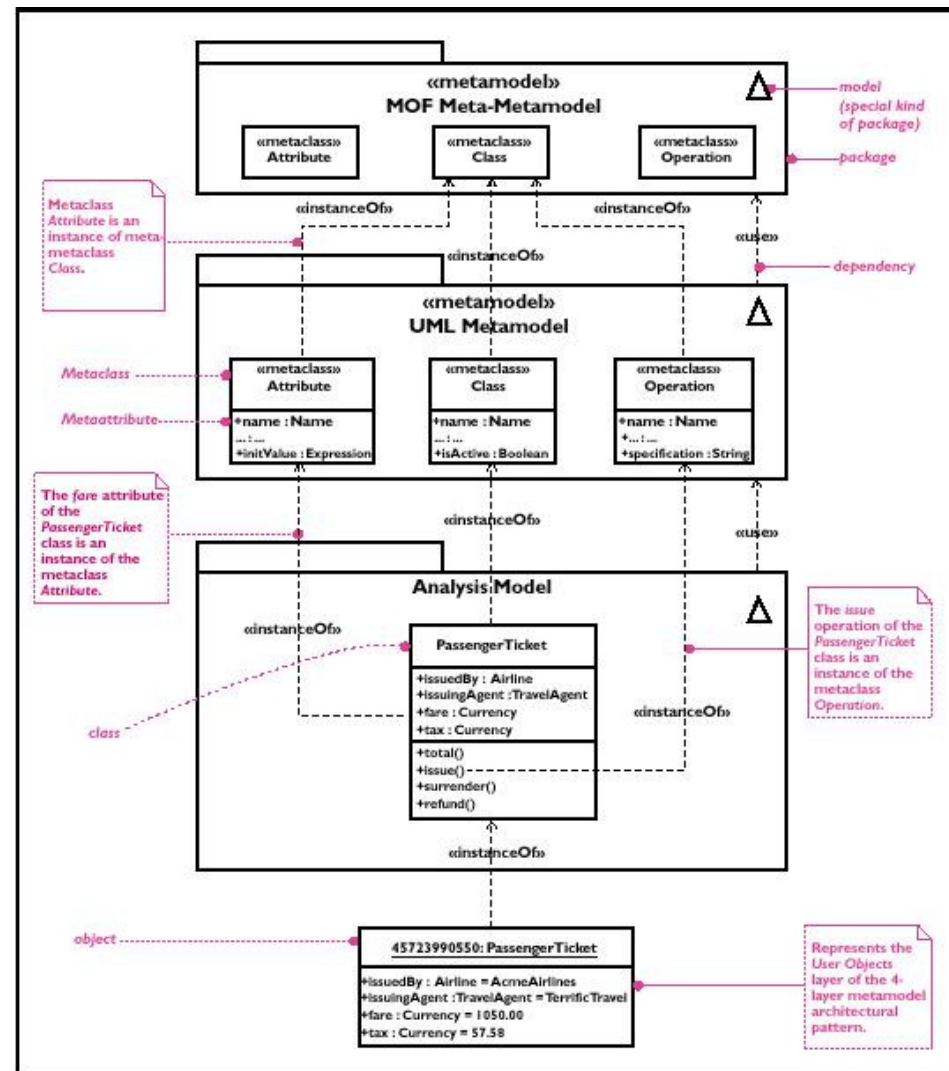 «metamodel»
MOF Meta-Metamodel
«metaclass»
Attribute
«metaclass»
Class
«metaclass»
Operation
model
(special kind
of package)
package
Metaclass
Attribute is an
instance of meta-
metaclass
Class.
«instanceOf»
«instanceOf»
«instanceOf»
«use»
dependency
«metamodel»
UML Metamodel
Metaclass
Metaattribute
«metaclass»
Attribute
+name : Name
... : ...
+initValue : Expression
«metaclass»
Class
+name : Name
... : ...
+isActive : Boolean
«metaclass»
Operation
+name : Name
+... : ...
+specification : String
The fare attribute
of the
PassengerTicket
class is an
instance of the
metaclass
Attribute.
«instanceOf»
«use»
Analysis Model
«instanceOf»
class
PassengerTicket
+issuedBy : Airline
+issuingAgent :TravelAgent
+fare : Currency
+tax : Currency
+total()
+issue()
+surrender()
+refund()
«instanceOf»
The issue
operation of the
PassengerTicket
class is an
instance of the
metaclass
Operation.
«instanceOf»
object
45723990550: PassengerTicket
+issuedBy : Airline = AcmeAirlines
+issuingAgent :TravelAgent = TerrificTravel
+fare : Currency = 1050.00
+tax : Currency = 57.58
Represents the
User Objects
layer of the 4-
layer metamodel
architectural
pattern.